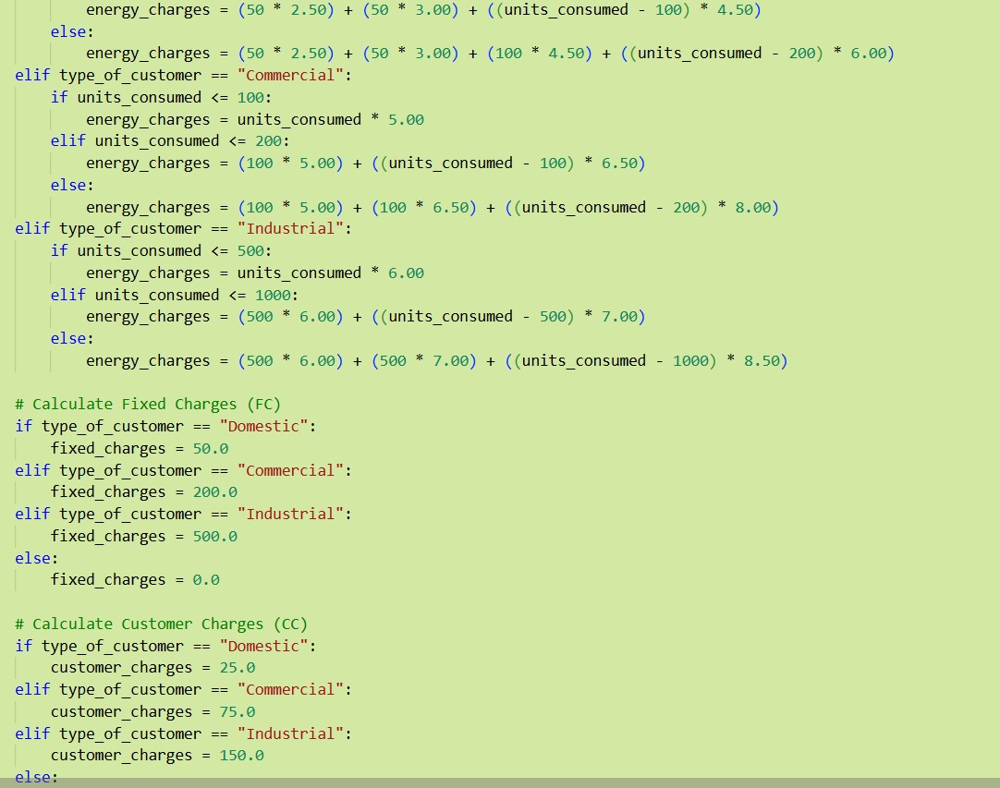 energy_charges = (50 * 2.50) + (50 * 3.00) + ((units_consumed - 100) * 4.50)
else:
energy_charges = (50 * 2.50) + (50 * 3.00) + (100 * 4.50) + ((units_consumed - 200) * 6.00)
elif type_of_customer == "Commercial":
if units_consumed <= 100:
energy_charges = units_consumed * 5.00
elif units_consumed <= 200:
energy_charges = (100 * 5.00) + ((units_consumed - 100) * 6.50)
else:
energy_charges = (100 * 5.00) + (100 * 6.50) + ((units_consumed - 200) * 8.00)
elif type_of_customer == "Industrial":
if units_consumed <= 500:
energy_charges = units_consumed * 6.00
elif units_consumed <= 1000:
energy_charges = (500 * 6.00) + ((units_consumed - 500) * 7.00)
else:
energy_charges = (500 * 6.00) + (500 * 7.00) + ((units_consumed - 1000) * 8.50)
# Calculate Fixed Charges (FC)
if type_of_customer == "Domestic":
fixed_charges = 50.0
elif type_of_customer == "Commercial":
fixed_charges = 200.0
elif type_of_customer == "Industrial":
fixed_charges = 500.0
else:
fixed_charges = 0.0
# Calculate Customer Charges (CC)
if type_of_customer == "Domestic":
customer_charges = 25.0
elif type_of_customer == "Commercial":
customer_charges = 75.0
elif type_of_customer == "Industrial":
customer_charges = 150.0
else: